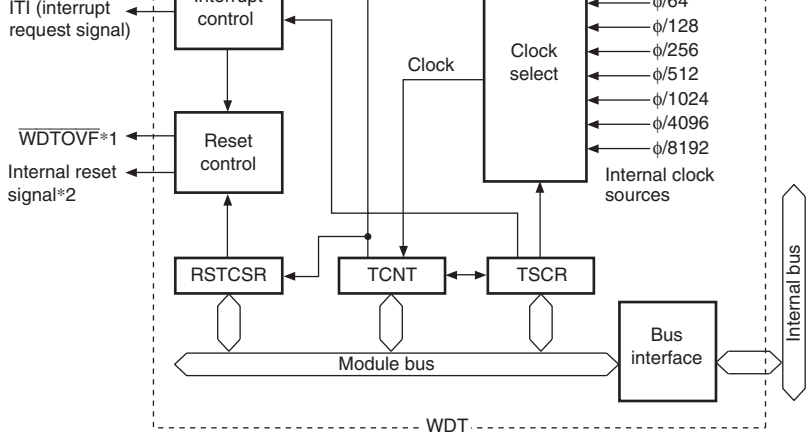 ITI (interrupt
request signal)
Interrupt
control
Clock
Clock
select
ϕ/64
ϕ/128
ϕ/256
ϕ/512
ϕ/1024
ϕ/4096
ϕ/8192
Internal clock
sources
WDTOVF*1
Internal reset
signal*2
Reset
control
RSTCSR
TCNT
TSCR
Module bus
Bus
interface
Internal bus
WDT